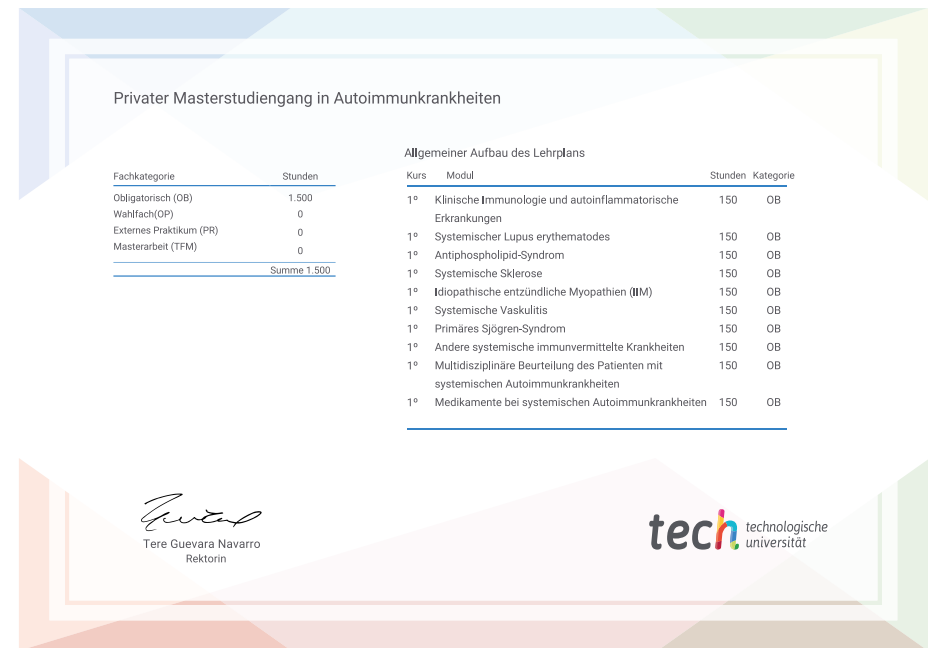 Privater Masterstudiengang in Autoimmunkrankheiten
Fachkategorie Stunden
Obligatorisch (OB) 1.500
Wahlfach(OP) 0
Externes Praktikum (PR) 0
Masterarbeit (TFM) 0
Summe 1.500
Allgemeiner Aufbau des Lehrplans
Kurs Modul Stunden Kategorie
1º Klinische Immunologie und autoinflammatorische 150 OB
Erkrankungen
1º Systemischer Lupus erythematodes 150 OB
1º Antiphospholipid-Syndrom 150 OB
1º Systemische Sklerose 150 OB
1º Idiopathische entzündliche Myopathien (IIM) 150 OB
1º Systemische Vaskulitis 150 OB
1º Primäres Sjögren-Syndrom 150 OB
1º Andere systemische immunvermittelte Krankheiten 150 OB
1º Multidisziplinäre Beurteilung des Patienten mit 150 OB
systemischen Autoimmunkrankheiten
1º Medikamente bei systemischen Autoimmunkrankheiten 150 OB
Tere Guevara Navarro
Rektorin
tech technologische
universität